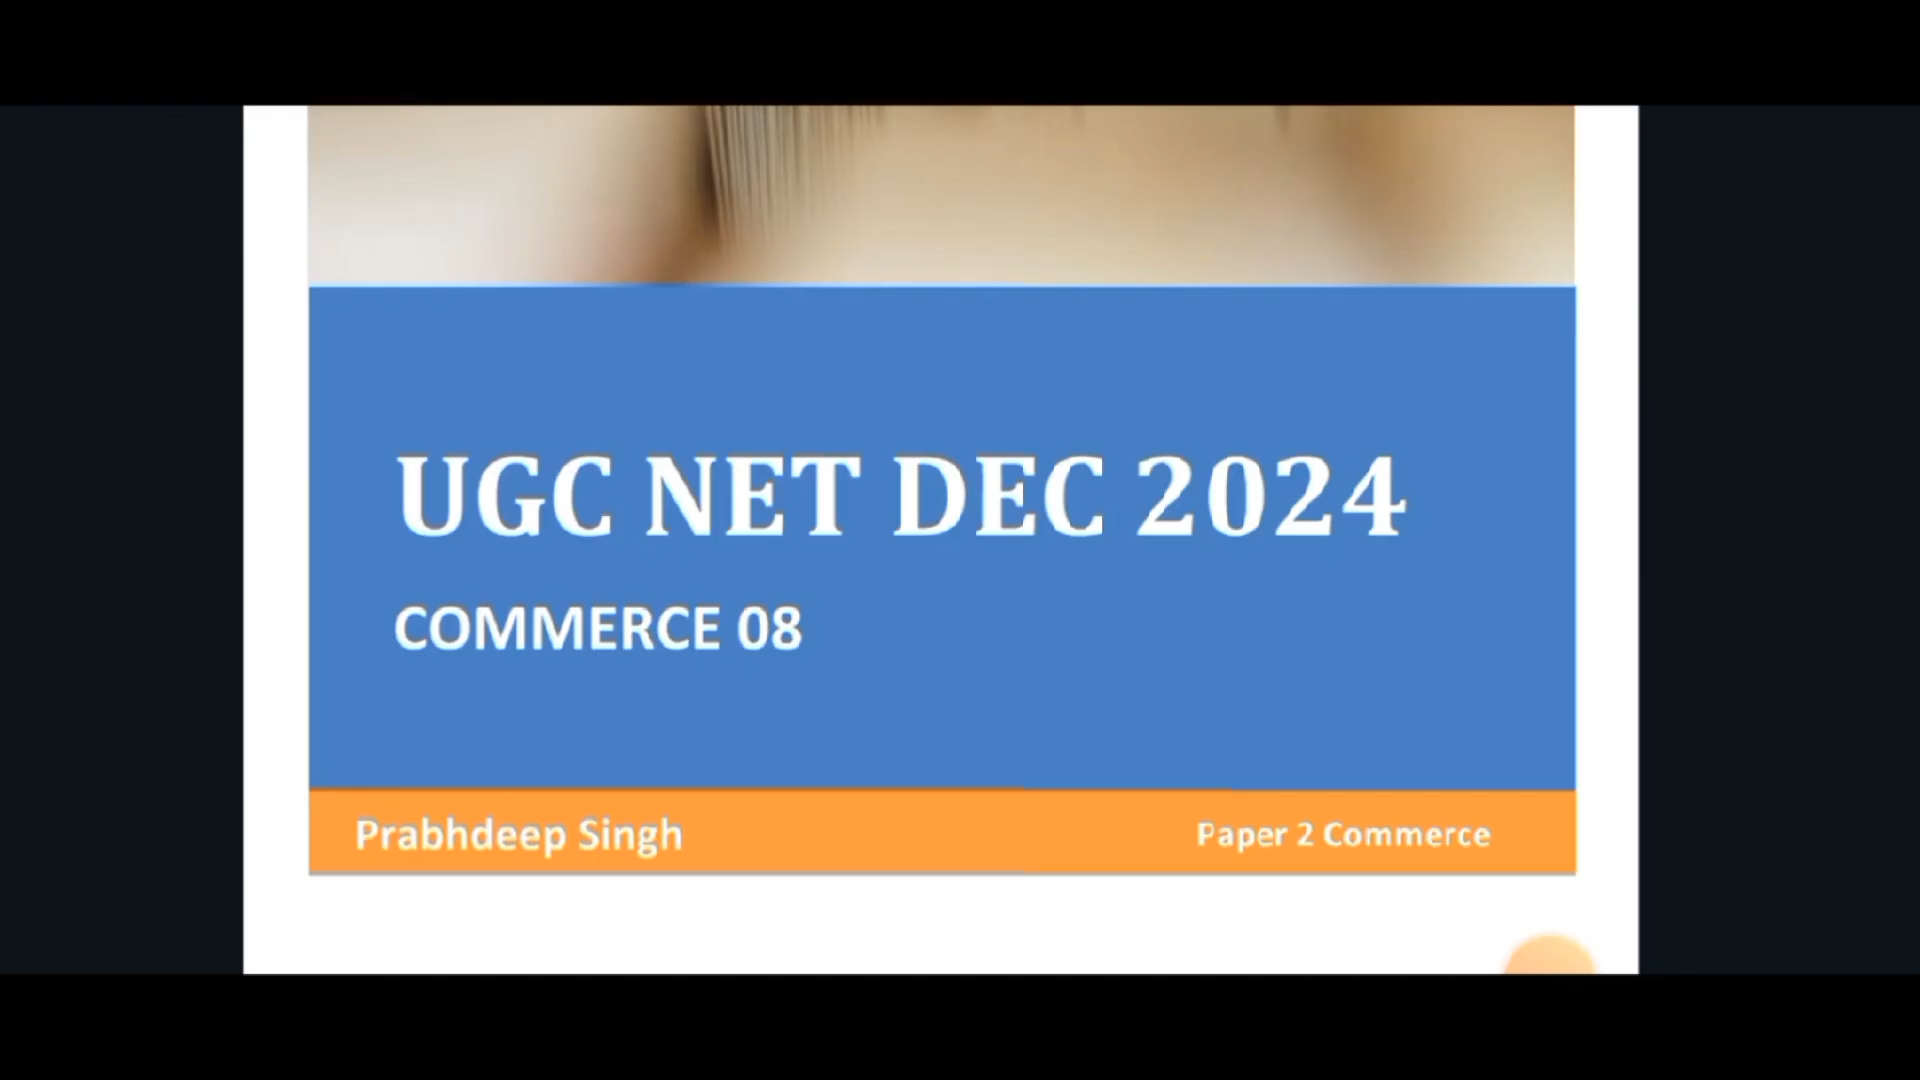 UGC NET DEC 2024
COMMERCE 08
Prabhdeep Singh
Paper 2 Commerce